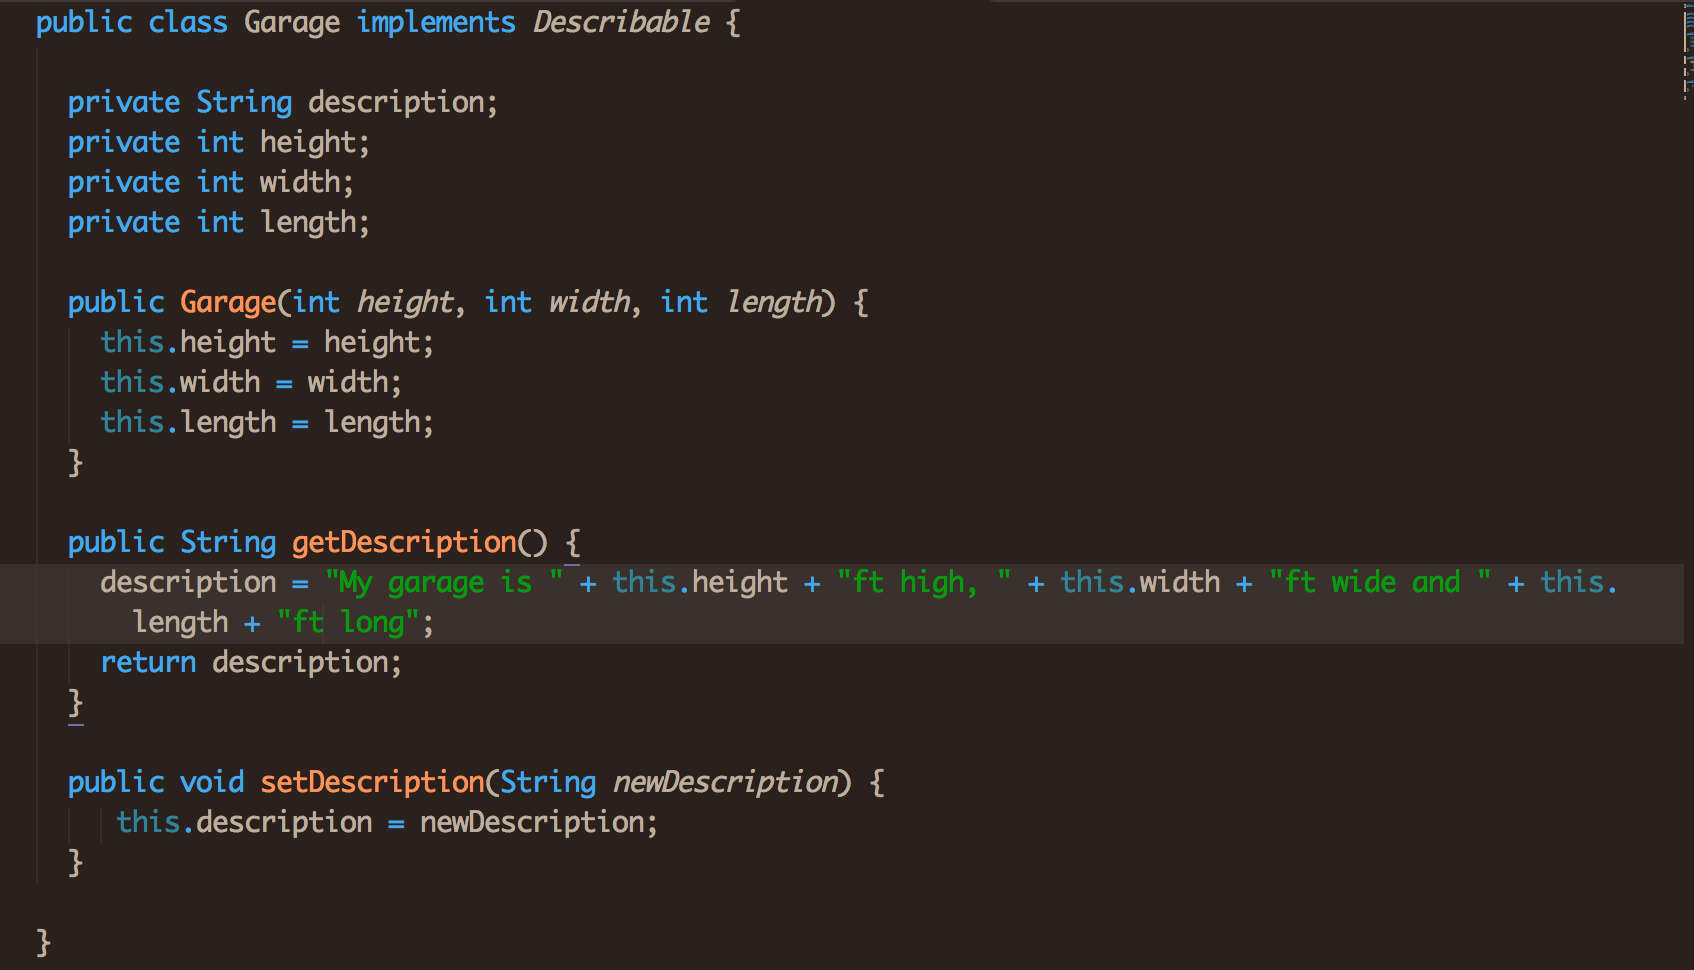 public class Garage implements Describable {
private String description;
private int height;
private int width;
private int length;
public Garage(int height, int width, int length) {
this.height = height;
this.width = width;
this.length = length;
}
public String getDescription() {
description = "My garage is " + this.height + "ft high, " + this.width + "ft wide and " + this.
length + "ft long";
return description;
}
public void setDescription(String newDescription) {
this.description = newDescription;
}
}